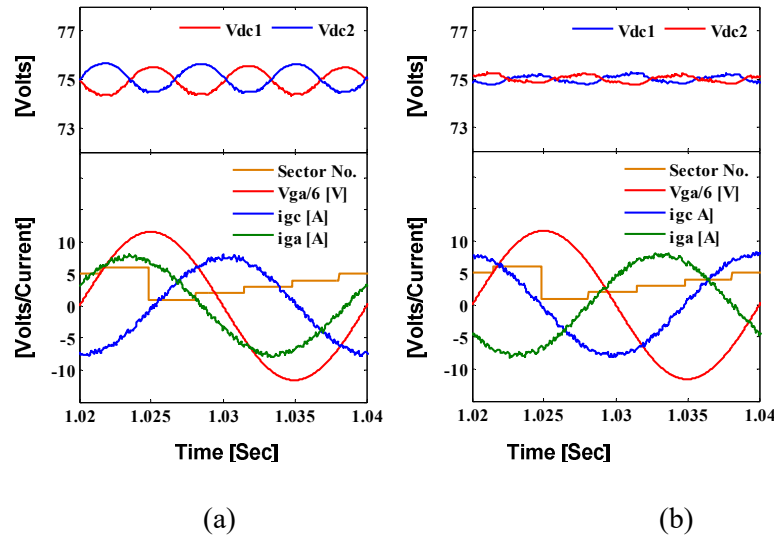 Vdc1 Vdc2
77
75
73
[Volts]
Sector No.
Vga/6 [V]
igc [A]
iga [A]
10
5
0
-5
-10
[Volts/Current]
1.02 1.025 1.03 1.035 1.04
Time [Sec]
(a)
Vdc1 Vdc2
77
75
73
[Volts]
Sector No.
Vga/6 [V]
igc A]
iga [A]
10
5
0
-5
-10
[Volts/Current]
1.02 1.025 1.03 1.035 1.04
Time [Sec]
(b)